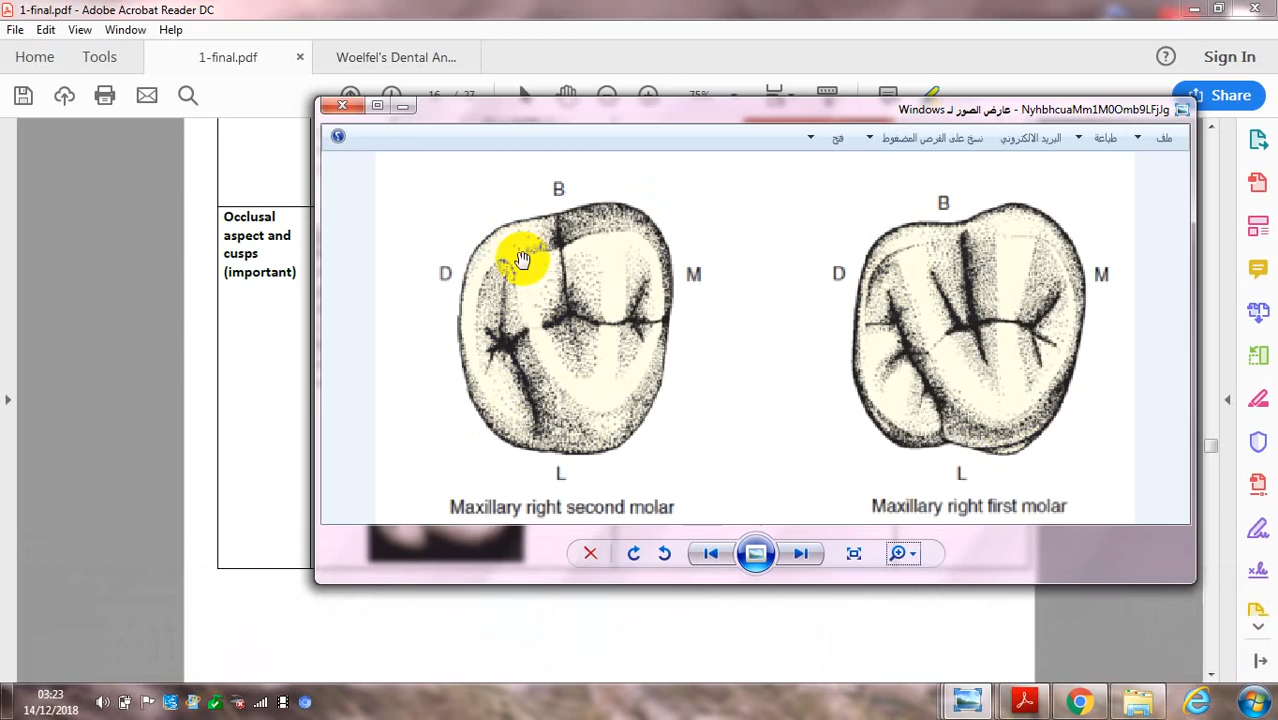 1-final.pdf - Adobe Acrobat Reader DC
File Edit View Window Help
Home Tools 1-final.pdf × Woelfel's Dental An... ? Sign In
75% Share
NyhbhcuaMm1M0Omb9LFjJg - عارض الصور لـ Windows
ملف طباعة البريد الالكتروني نسخ على القرص المضغوط فتح
Occlusal
aspect and
cusps
(important)
B
D
M
L
Maxillary right second molar
B
D
M
L
Maxillary right first molar
03:23
14/12/2018